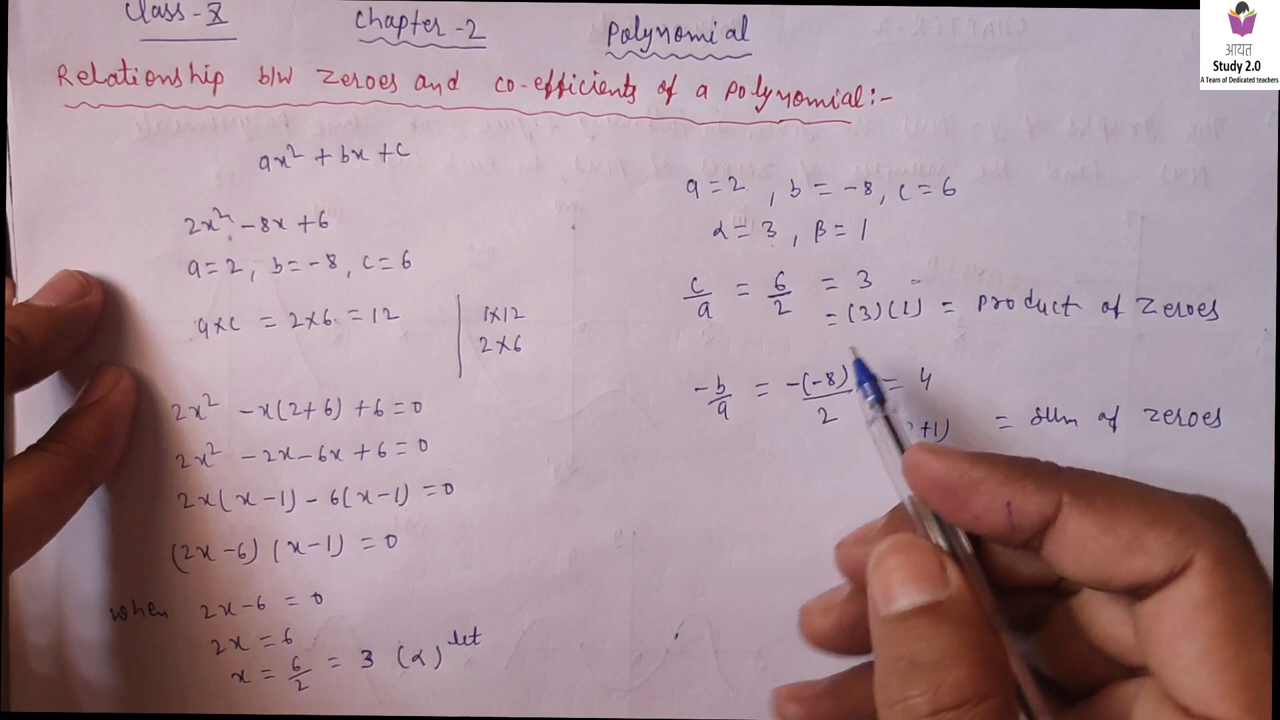 Class-X Chapter-2 Polynomial
Relationship b/w zeroes and co-efficients of a polynomial:-
ax² + bx + c
2x² - 8x + 6
a = 2, b = -8, c = 6
a×c = 2×6 = 12
1×12
2×6
2x² - x(2+6) + 6 = 0
2x² - 2x - 6x + 6 = 0
2x(x-1) - 6(x-1) = 0
(2x-6)(x-1) = 0
when 2x-6 = 0
2x = 6
x = 6/2 = 3 (α) let
a = 2, b = -8, c = 6
α = 3, β = 1
c/a = 6/2 = 3
= (3)(1) = product of zeroes
-b/a = -(-8)/2 = 4
+1) = sum of zeroes
आयत
Study 2.0
A Team of Dedicated teachers